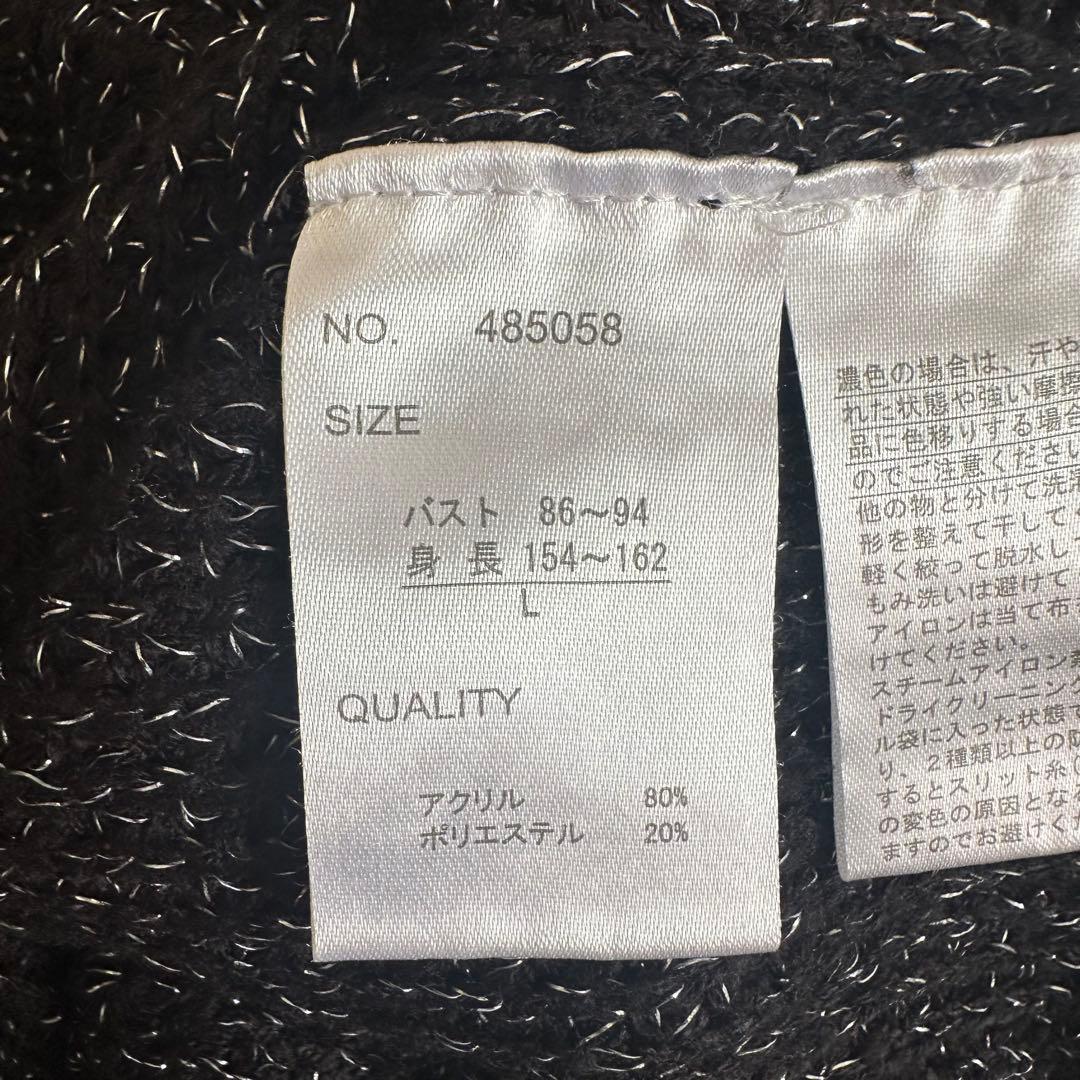 NO. 485058
SIZE
バスト 86〜94
身 長 154〜162
L
QUALITY
アクリル 80%
ポリエステル 20%
濃色の場合は、汗や
れた状態や強い摩擦
品に色移りする場合
のでご注意ください
他の物と分けて洗濯
形を整えて干して
軽く絞って脱水し
もみ洗いは避けて
アイロンは当て布
けてください。
スチームアイロン
ドライクリーニング
ル袋に入った状態で
り、2種類以上の
するとスリット糸(
の変色の原因とな
ますのでお避けくだ